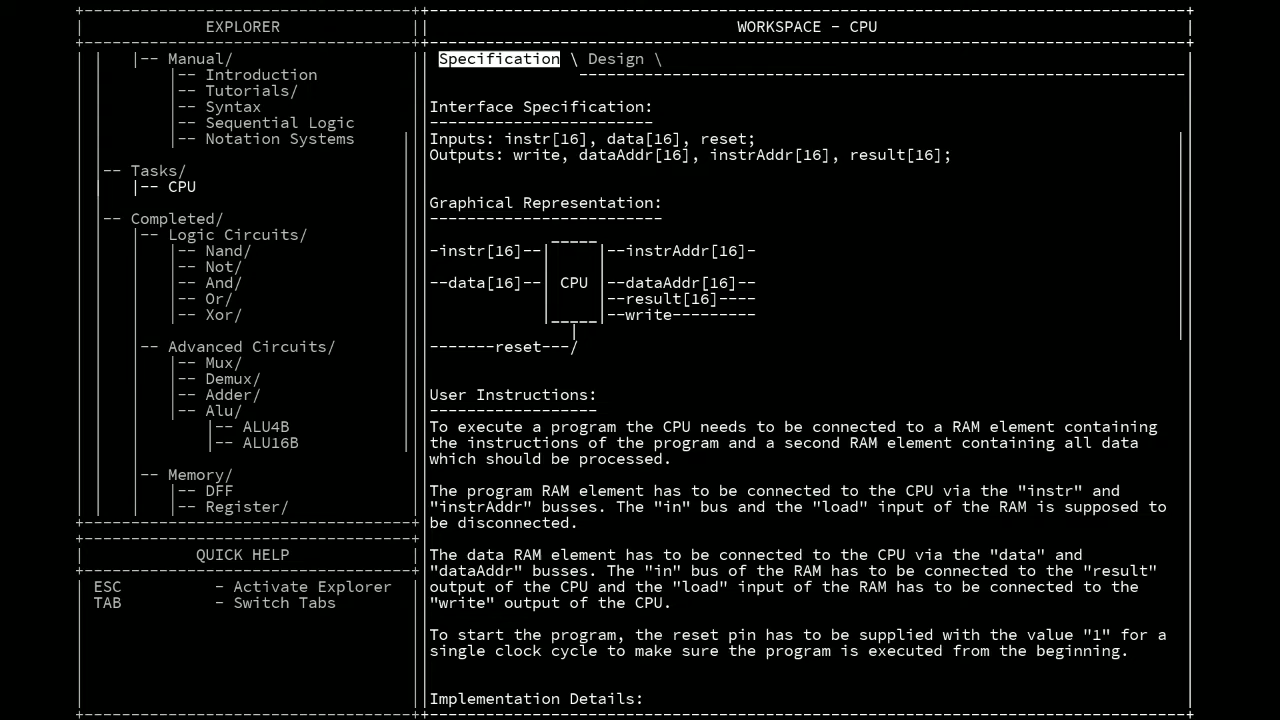 EXPLORER
|-- Manual/
|-- Introduction
|-- Tutorials/
|-- Syntax
|-- Sequential Logic
|-- Notation Systems
|-- Tasks/
|-- CPU
|-- Completed/
|-- Logic Circuits/
|-- Nand/
|-- Not/
|-- And/
|-- Or/
|-- Xor/
|-- Advanced Circuits/
|-- Mux/
|-- Demux/
|-- Adder/
|-- Alu/
|-- ALU4B
|-- ALU16B
|-- Memory/
|-- DFF
|-- Register/
QUICK HELP
ESC - Activate Explorer
TAB - Switch Tabs
WORKSPACE - CPU
Specification \ Design \
Interface Specification:
------------------------
Inputs: instr[16], data[16], reset;
Outputs: write, dataAddr[16], instrAddr[16], result[16];
Graphical Representation:
-------------------------
_____
-instr[16]--| |--instrAddr[16]-
--data[16]--| CPU |--dataAddr[16]--
|--result[16]----
|_____|--write---------
|
-------reset---/
User Instructions:
------------------
To execute a program the CPU needs to be connected to a RAM element containing
the instructions of the program and a second RAM element containing all data
which should be processed.
The program RAM element has to be connected to the CPU via the "instr" and
"instrAddr" busses. The "in" bus and the "load" input of the RAM is supposed to
be disconnected.
The data RAM element has to be connected to the CPU via the "data" and
"dataAddr" busses. The "in" bus of the RAM has to be connected to the "result"
output of the CPU and the "load" input of the RAM has to be connected to the
"write" output of the CPU.
To start the program, the reset pin has to be supplied with the value "1" for a
single clock cycle to make sure the program is executed from the beginning.
Implementation Details: